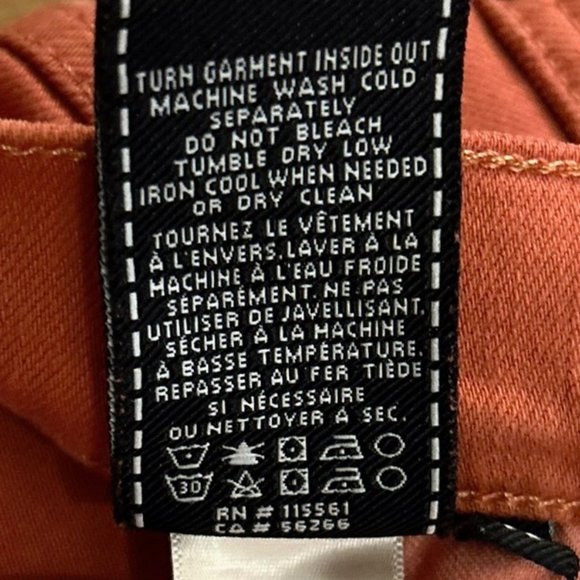 TURN GARMENT INSIDE OUT
MACHINE WASH COLD
SEPARATELY
DO NOT BLEACH
TUMBLE DRY LOW
IRON COOL WHEN NEEDED
OR DRY CLEAN
TOURNEZ LE VÊTEMENT
À L'ENVERS. LAVER À LA
MACHINE À L'EAU FROIDE
SÉPARÉMENT. NE PAS
UTILISER DE JAVELLISANT.
SÉCHER À LA MACHINE
À BASSE TEMPÉRATURE.
REPASSER AU FER TIÈDE
SI NÉCESSAIRE
OU NETTOYER À SEC.
30
RN # 115561
CA # 56266